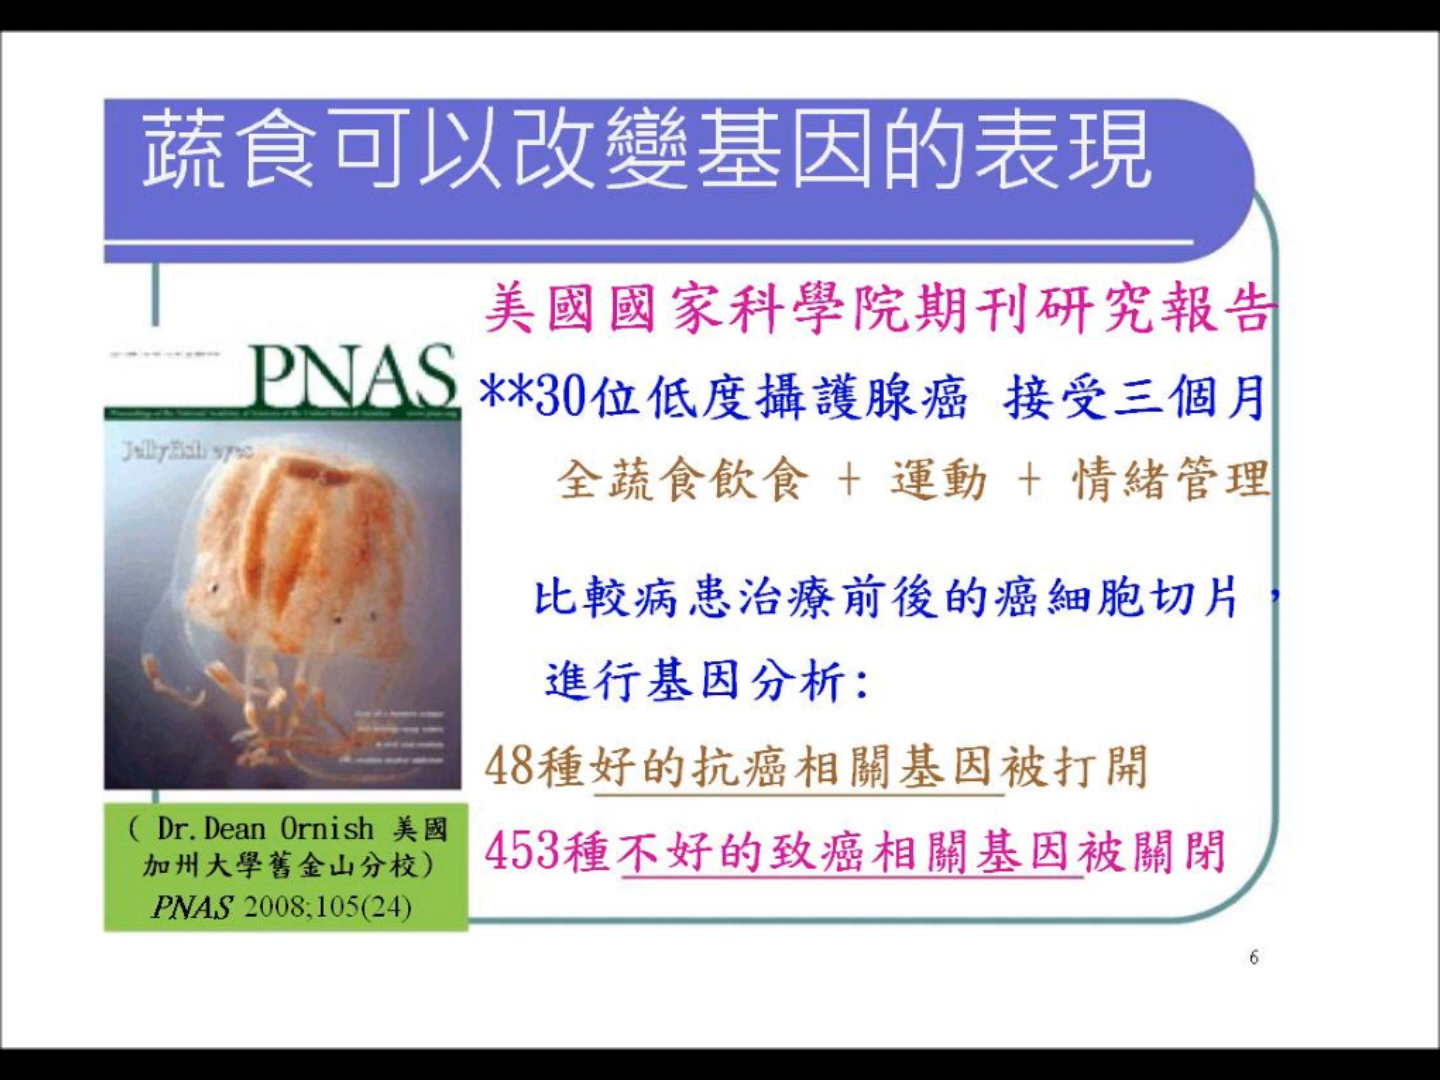 蔬食可以改變基因的表現
美國國家科學院期刊研究報告
**30位低度攝護腺癌 接受三個月
全蔬食飲食 + 運動 + 情緒管理
比較病患治療前後的癌細胞切片，
進行基因分析:
48種好的抗癌相關基因被打開
453種不好的致癌相關基因被關閉
PNAS
Jellyfish eyes
( Dr.Dean Ornish 美國
加州大學舊金山分校)
PNAS 2008;105(24)
6